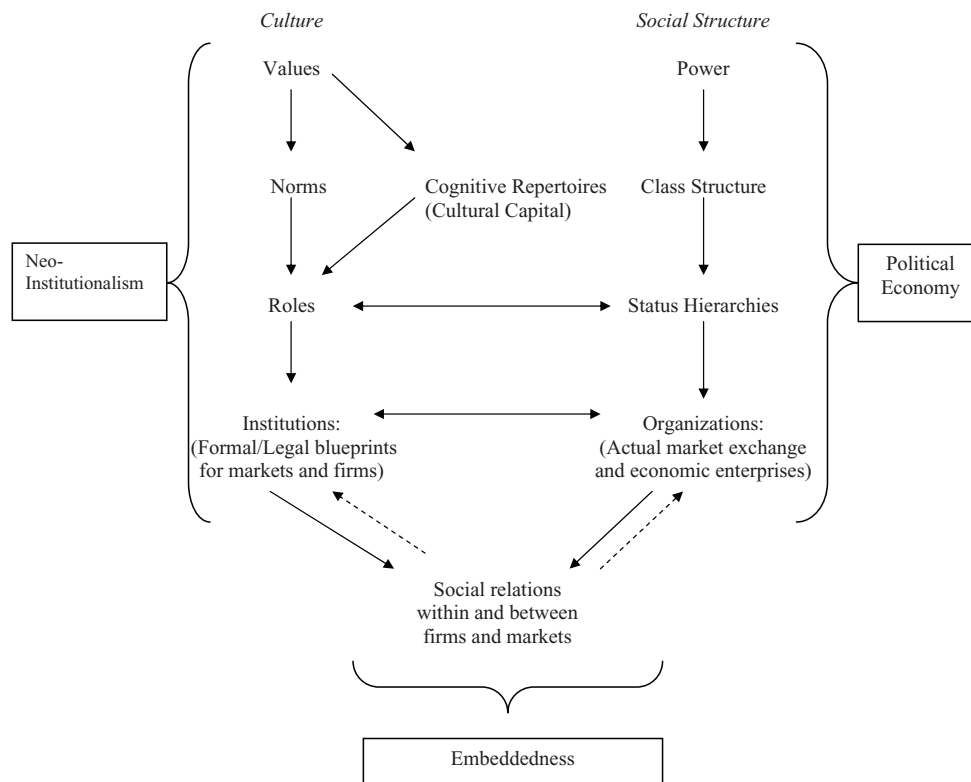 Culture
Social Structure
Values
Power
Norms
Cognitive Repertoires
(Cultural Capital)
Class Structure
Neo-
Institutionalism
Political
Economy
Roles
Status Hierarchies
Institutions:
(Formal/Legal blueprints
for markets and firms)
Organizations:
(Actual market exchange
and economic enterprises)
Social relations
within and between
firms and markets
Embeddedness